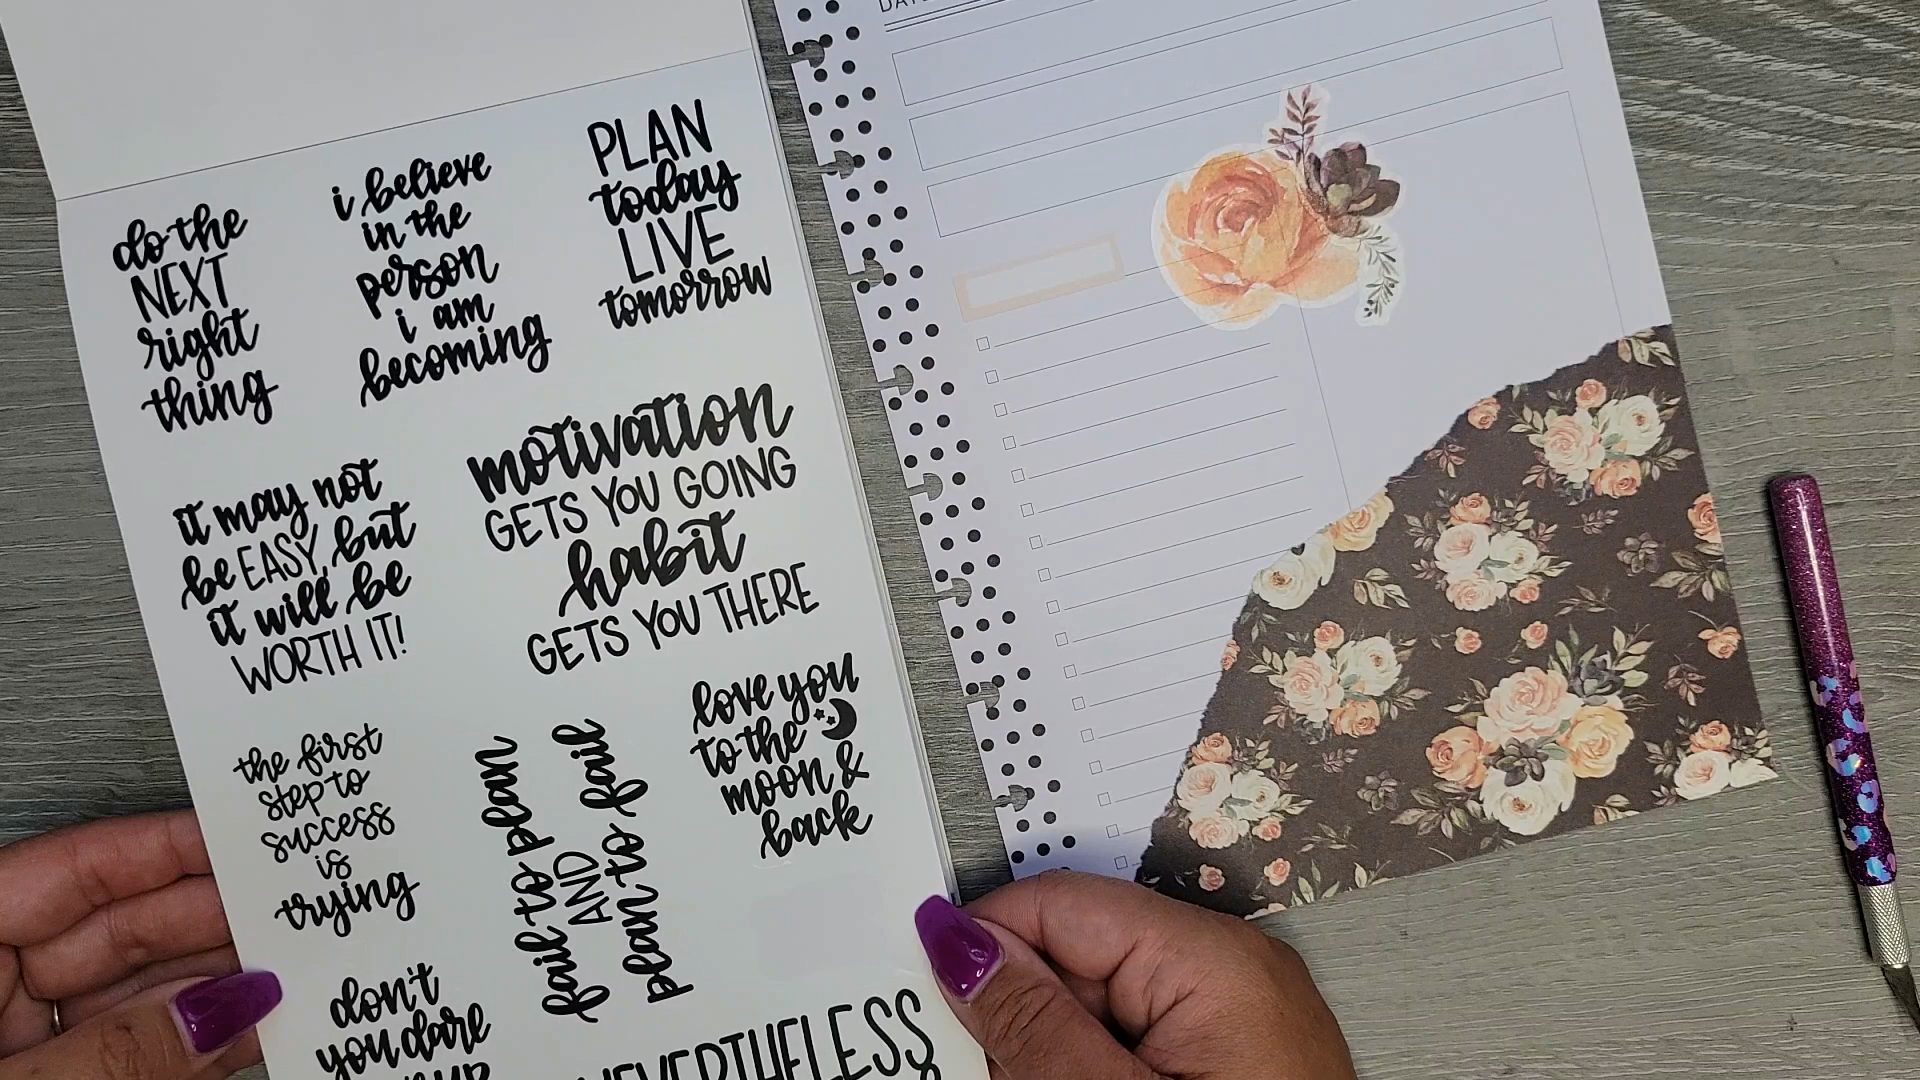 do the
NEXT
right
thing
i believe
in the
person
i am
becoming
PLAN
today
LIVE
tomorrow
it may not
be EASY, but
it will be
WORTH IT!
motivation
GETS YOU GOING
habit
GETS YOU THERE
the first
step to
success
is
trying
fail to plan
AND
plan to fail
love you
to the
moon &
back
don't
you dare
NEVERTHELESS